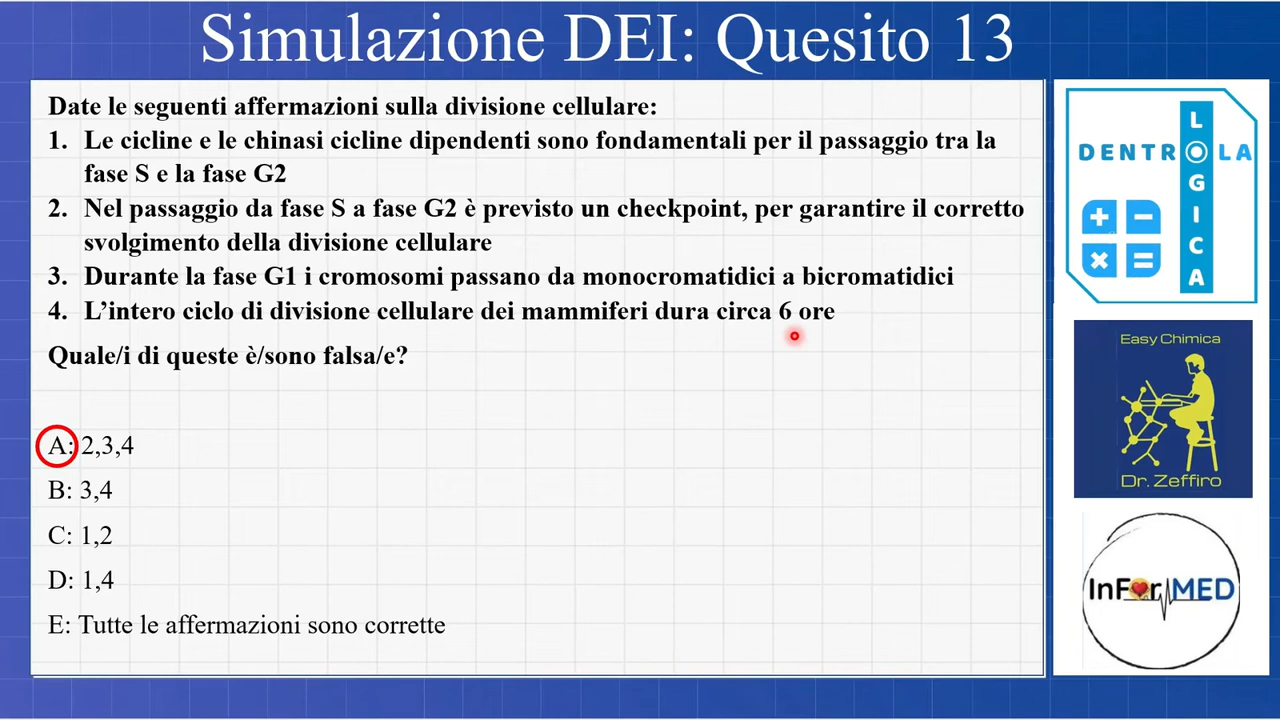 Simulazione DEI: Quesito 13
Date le seguenti affermazioni sulla divisione cellulare:
1. Le cicline e le chinasi cicline dipendenti sono fondamentali per il passaggio tra la
fase S e la fase G2
2. Nel passaggio da fase S a fase G2 è previsto un checkpoint, per garantire il corretto
svolgimento della divisione cellulare
3. Durante la fase G1 i cromosomi passano da monocromatidici a bicromatidici
4. L’intero ciclo di divisione cellulare dei mammiferi dura circa 6 ore
Quale/i di queste è/sono falsa/e?
A: 2,3,4
B: 3,4
C: 1,2
D: 1,4
E: Tutte le affermazioni sono corrette
DENTRO LA
LOGICA
Easy Chimica
Dr. Zeffiro
InForMED